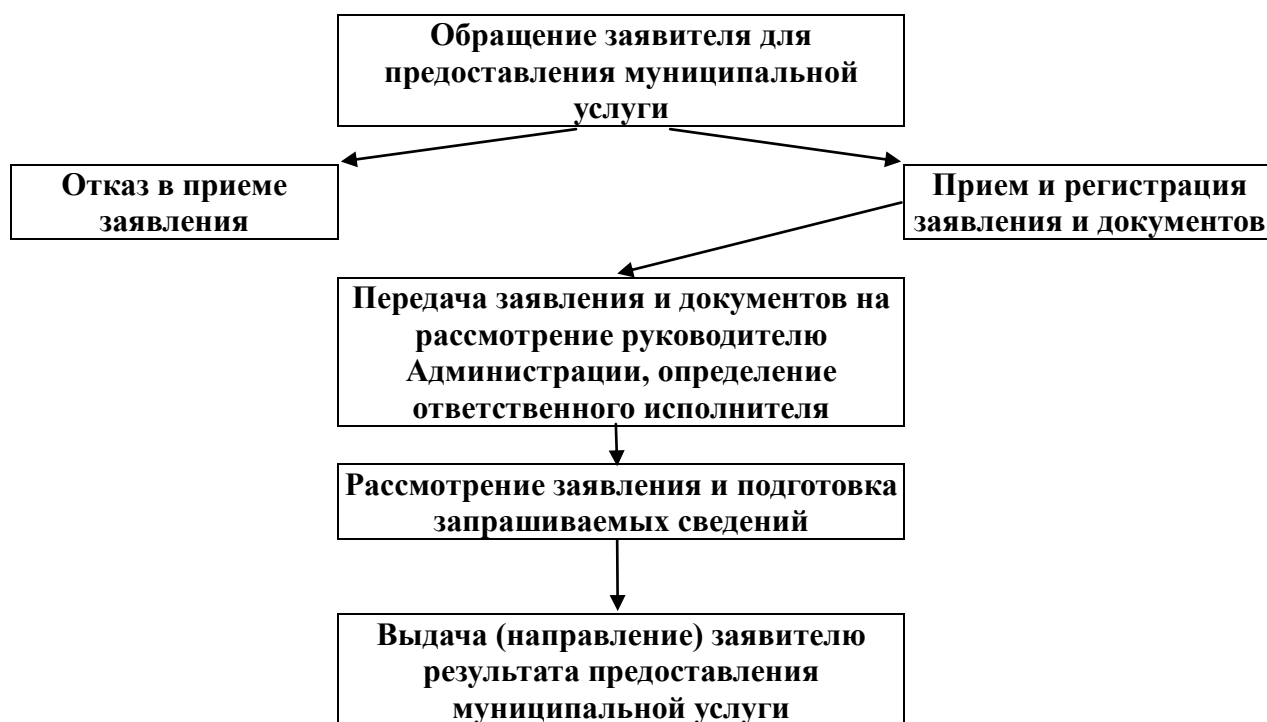 Обращение заявителя для
предоставления муниципальной
услуги
Отказ в приеме
заявления
Прием и регистрация
заявления и документов
Передача заявления и документов на
рассмотрение руководителю
Администрации, определение
ответственного исполнителя
Рассмотрение заявления и подготовка
запрашиваемых сведений
Выдача (направление) заявителю
результата предоставления
муниципальной услуги